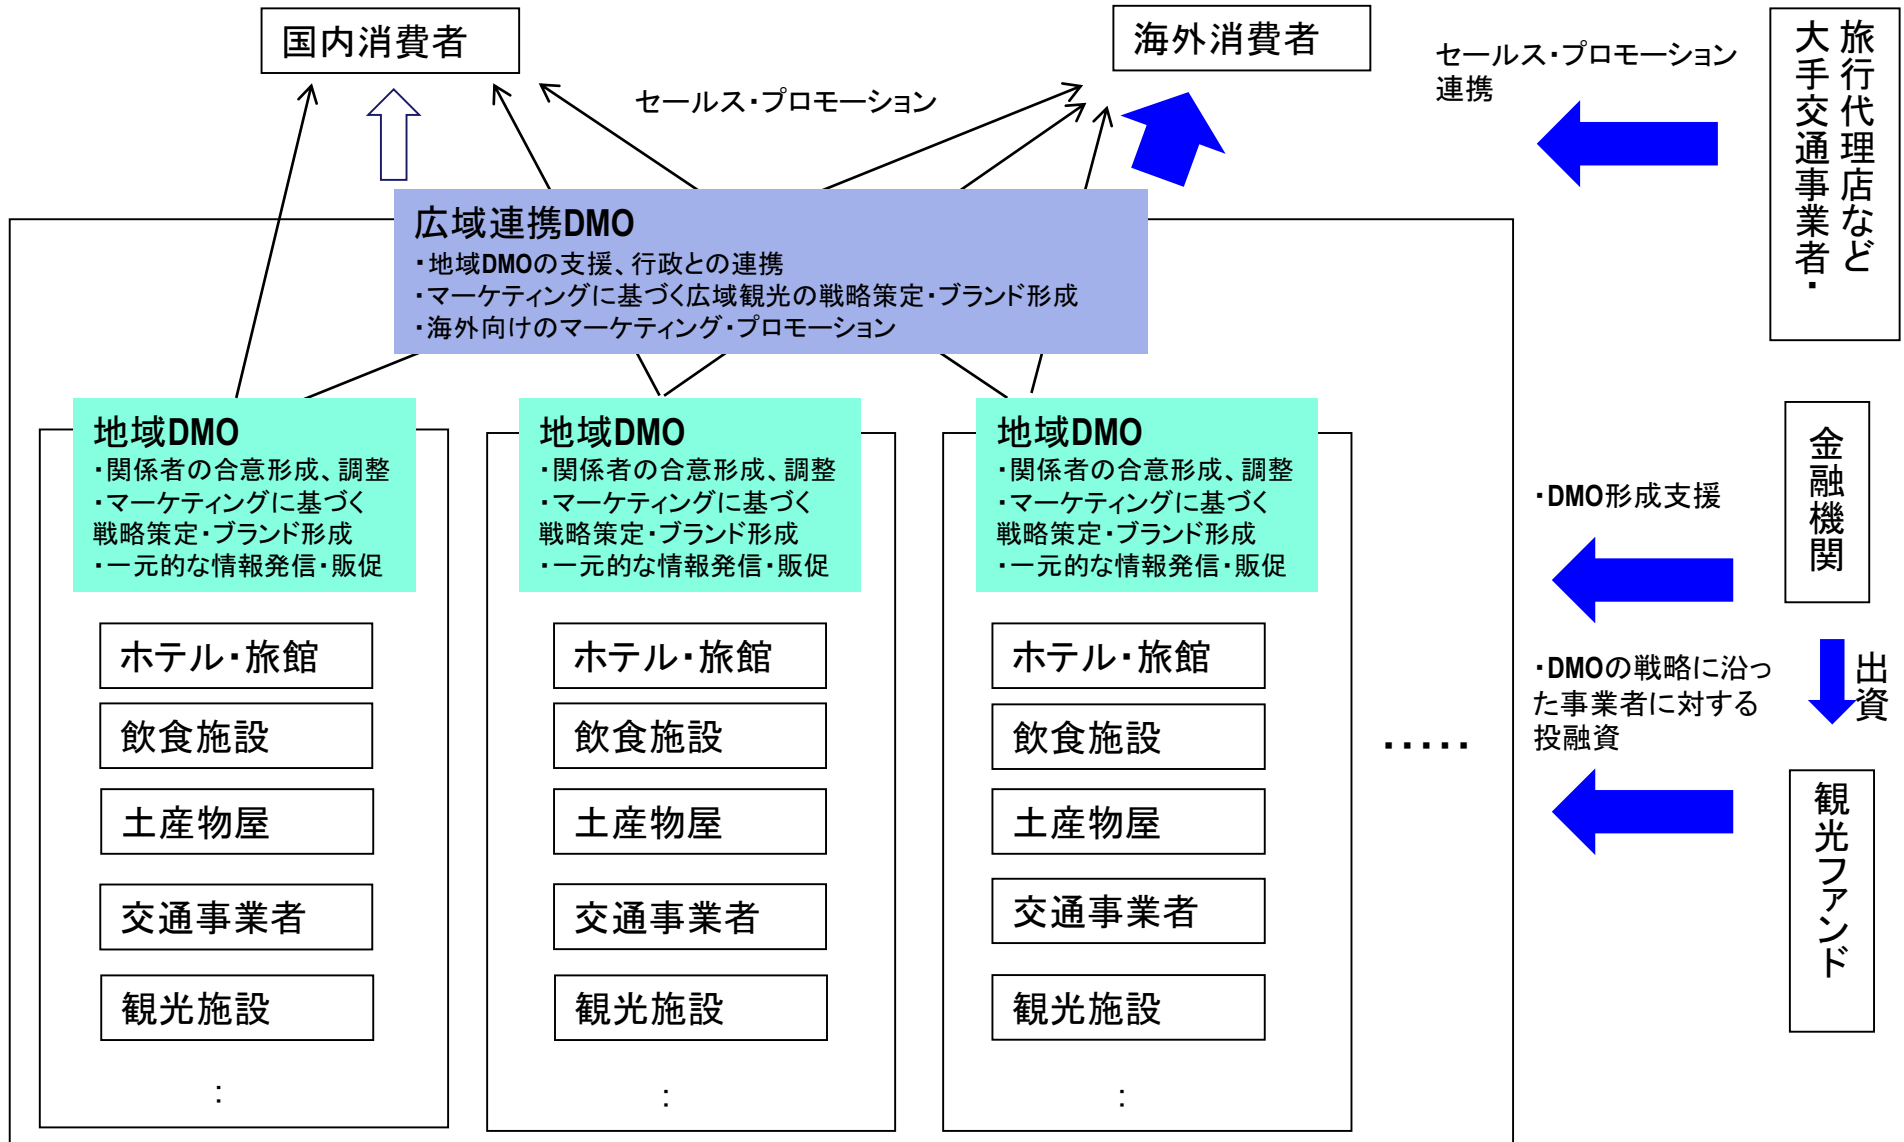 国内消費者
海外消費者
セールス・プロモーション
セールス・プロモーション
連携
大手交通事業者・
旅行代理店など
広域連携DMO
・地域DMOの支援、行政との連携
・マーケティングに基づく広域観光の戦略策定・ブランド形成
・海外向けのマーケティング・プロモーション
地域DMO
・関係者の合意形成、調整
・マーケティングに基づく
戦略策定・ブランド形成
・一元的な情報発信・販促
ホテル・旅館
飲食施設
土産物屋
交通事業者
観光施設
:
地域DMO
・関係者の合意形成、調整
・マーケティングに基づく
戦略策定・ブランド形成
・一元的な情報発信・販促
ホテル・旅館
飲食施設
土産物屋
交通事業者
観光施設
:
地域DMO
・関係者の合意形成、調整
・マーケティングに基づく
戦略策定・ブランド形成
・一元的な情報発信・販促
ホテル・旅館
飲食施設
土産物屋
交通事業者
観光施設
:
・・・・・
金融機関
・DMO形成支援
出資
・DMOの戦略に沿っ
た事業者に対する
投融資
観光ファンド